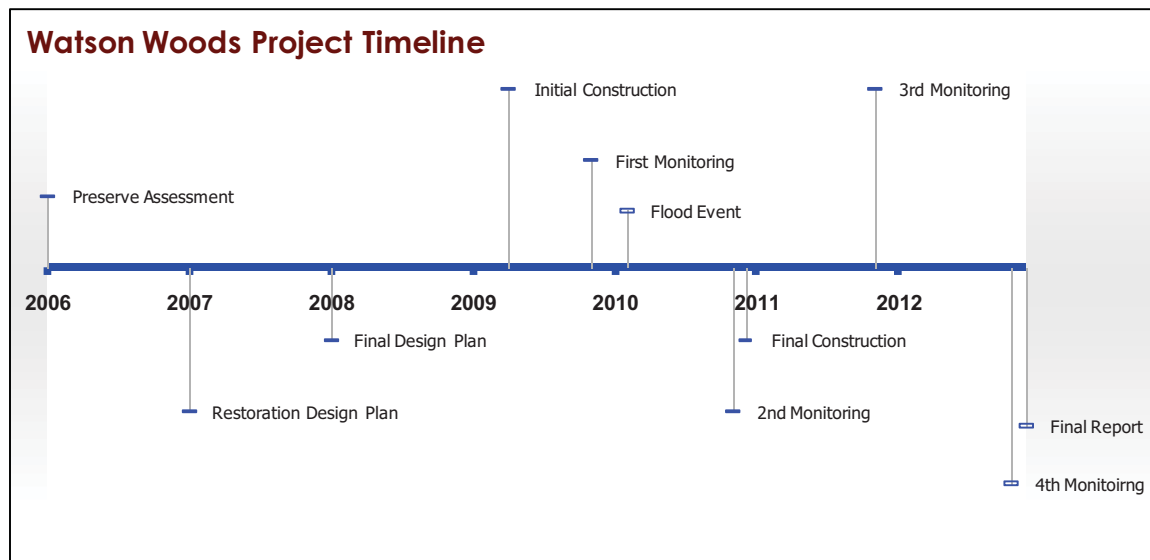 Watson Woods Project Timeline
Initial Construction
3rd Monitoring
First Monitoring
Preserve Assessment
Flood Event
2006
2007
2008
2009
2010
2011
2012
Final Design Plan
Final Construction
Restoration Design Plan
2nd Monitoring
Final Report
4th Monitoirng